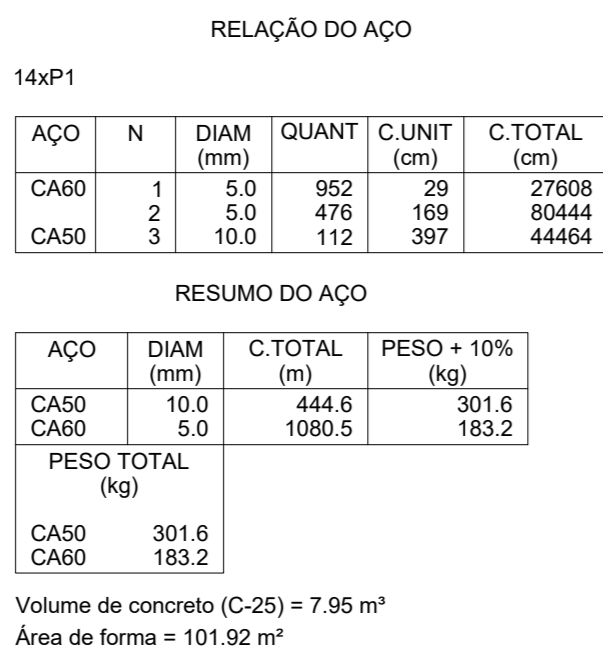 RELAÇÃO DO AÇO
14xP1
AÇO N DIAM (mm) QUANT C.UNIT (cm) C.TOTAL (cm)
CA60 1 5.0 952 29 27608
2 5.0 476 169 80444
CA50 3 10.0 112 397 44464
RESUMO DO AÇO
AÇO DIAM (mm) C.TOTAL (m) PESO + 10% (kg)
CA50 10.0 444.6 301.6
CA60 5.0 1080.5 183.2
PESO TOTAL
(kg)
CA50 301.6
CA60 183.2
Volume de concreto (C-25) = 7.95 m³
Área de forma = 101.92 m²